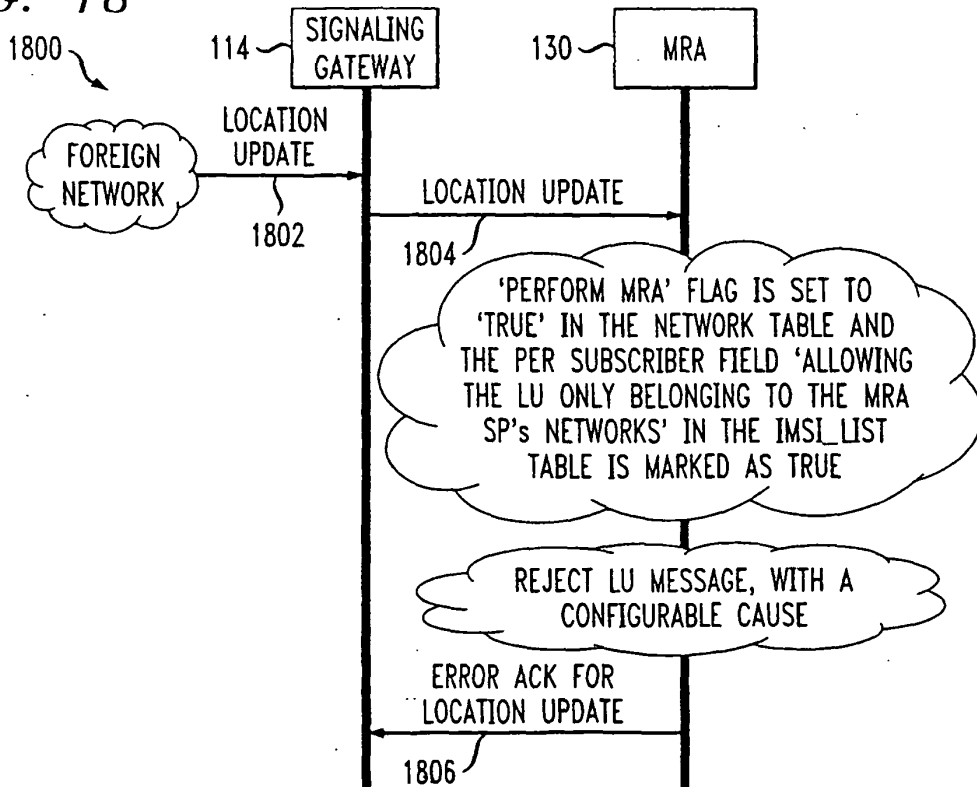 18
1800
114
SIGNALING
GATEWAY
130
MRA
FOREIGN
NETWORK
LOCATION
UPDATE
1802
LOCATION UPDATE
1804
'PERFORM MRA' FLAG IS SET TO
'TRUE' IN THE NETWORK TABLE AND
THE PER SUBSCRIBER FIELD 'ALLOWING
THE LU ONLY BELONGING TO THE MRA
SP's NETWORKS' IN THE IMSI_LIST
TABLE IS MARKED AS TRUE
REJECT LU MESSAGE, WITH A
CONFIGURABLE CAUSE
ERROR ACK FOR
LOCATION UPDATE
1806